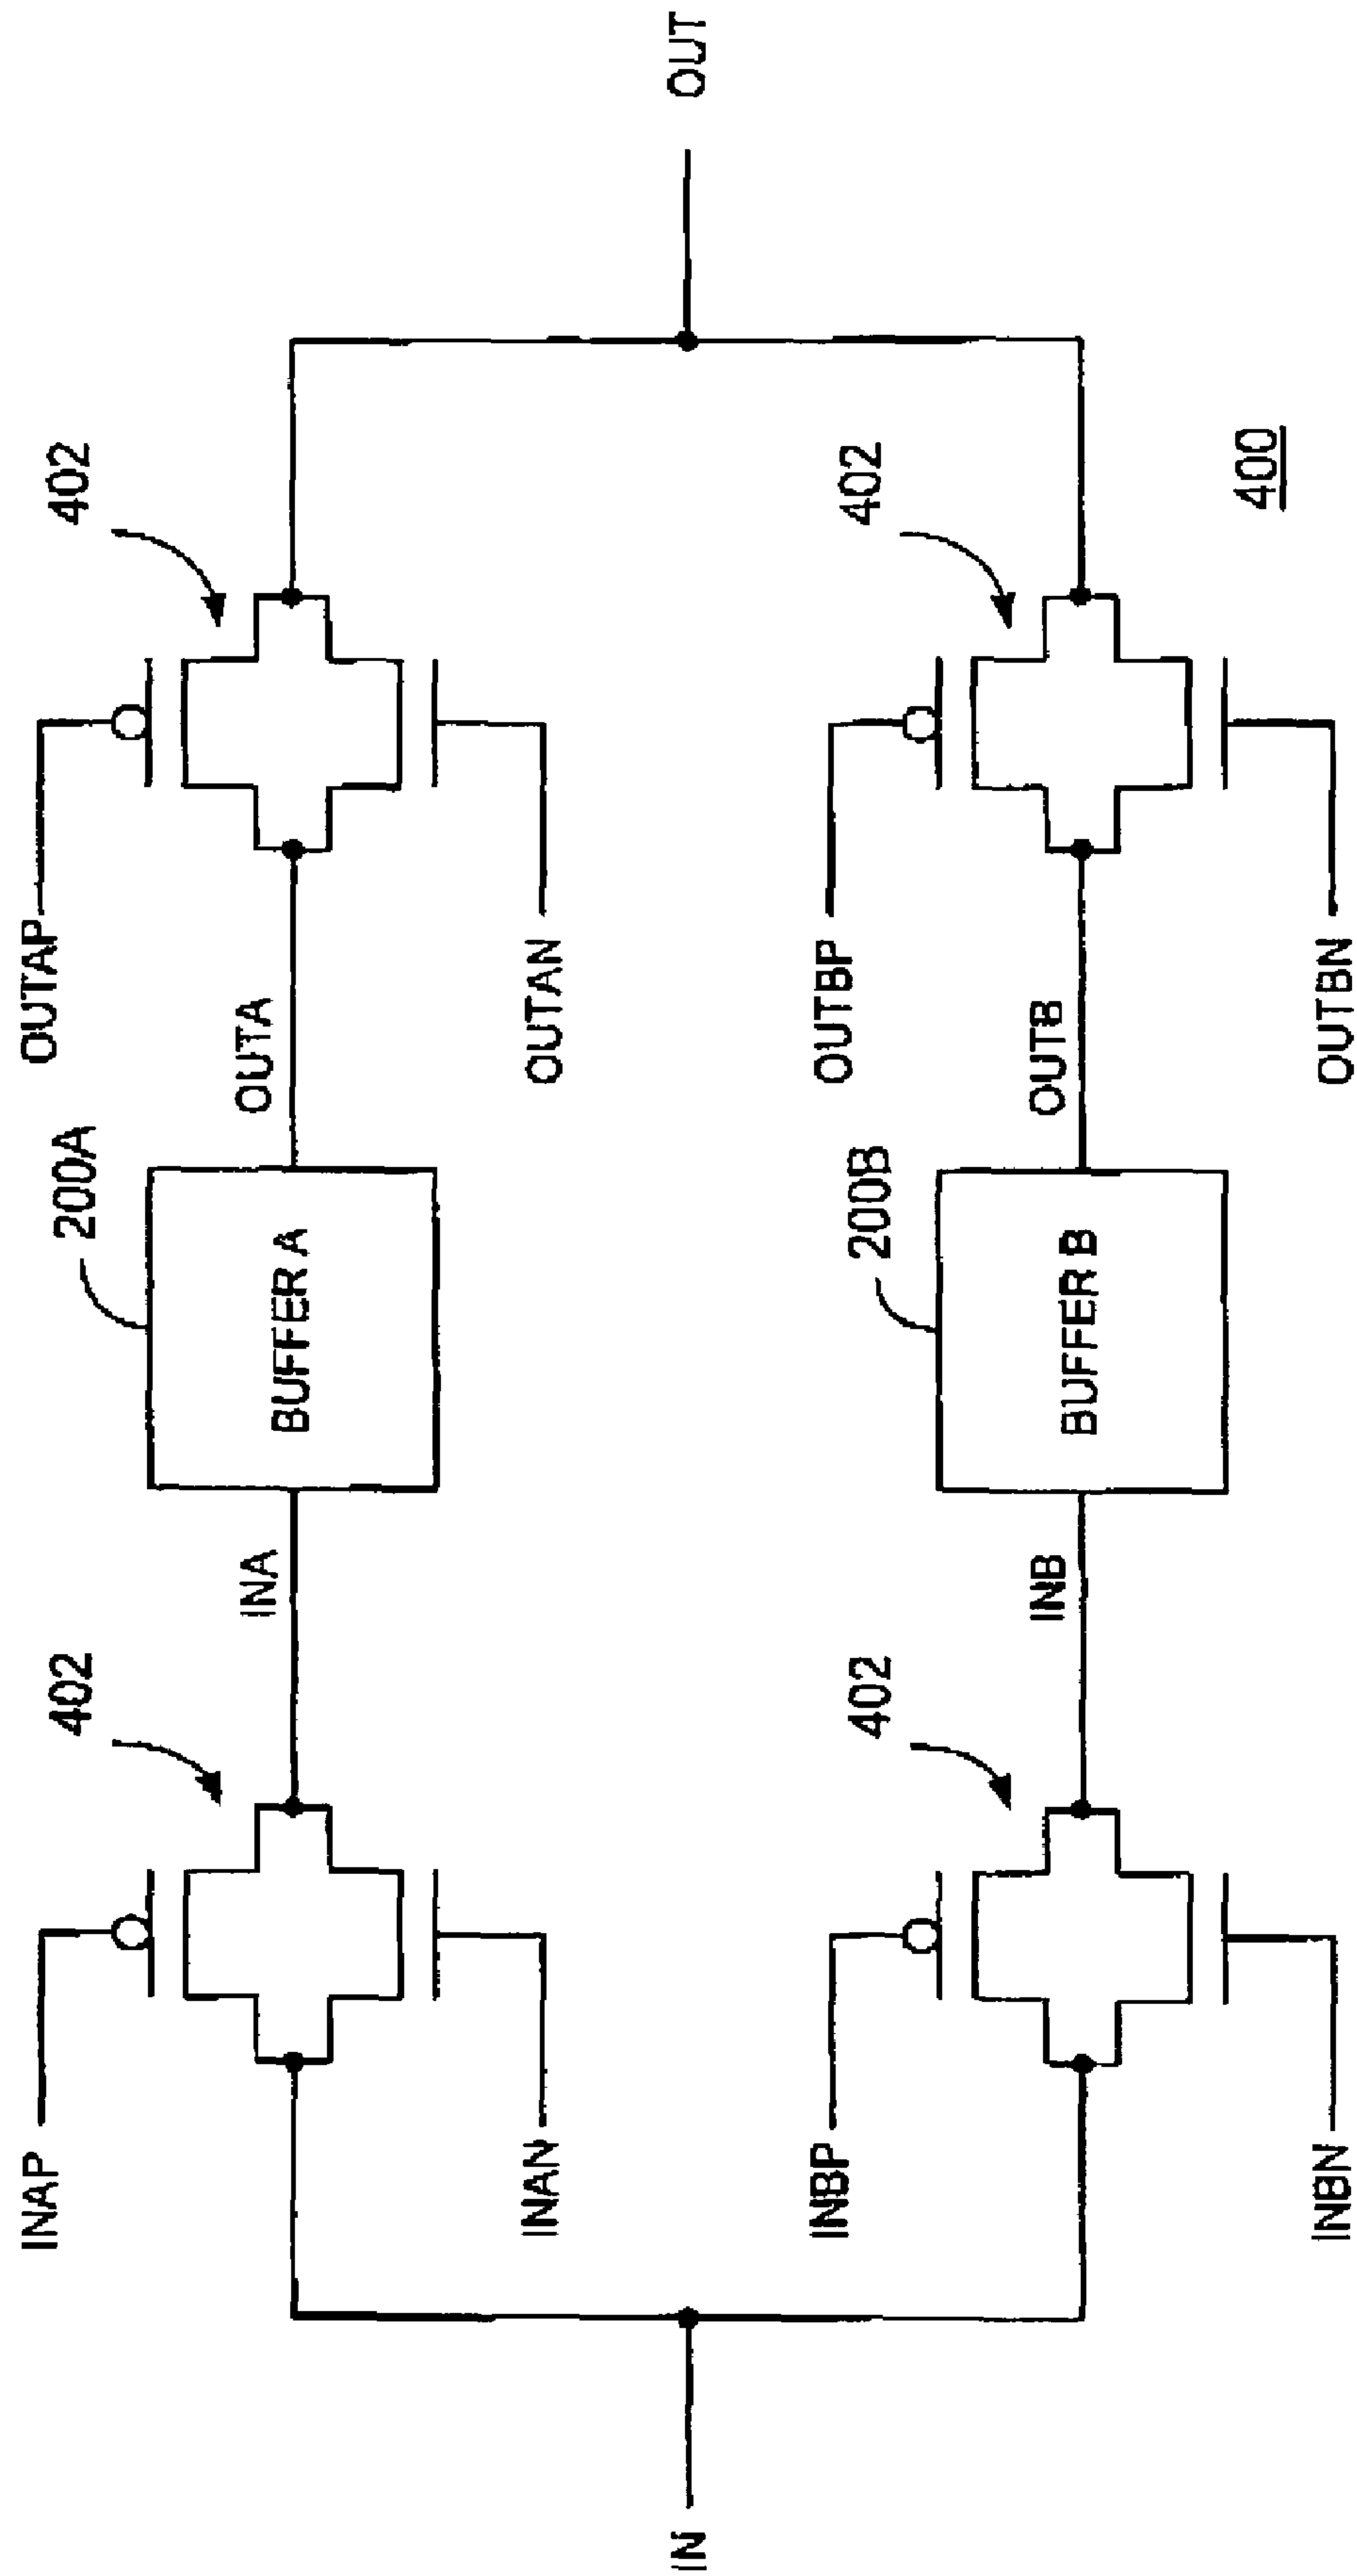 INAP
402
INA
200A
BUFFER A
OUTA
OUTAP
402
INAN
OUTAN
IN
OUT
INBP
402
INB
200B
BUFFER B
OUTB
OUTBP
402
INBN
OUTBN
400